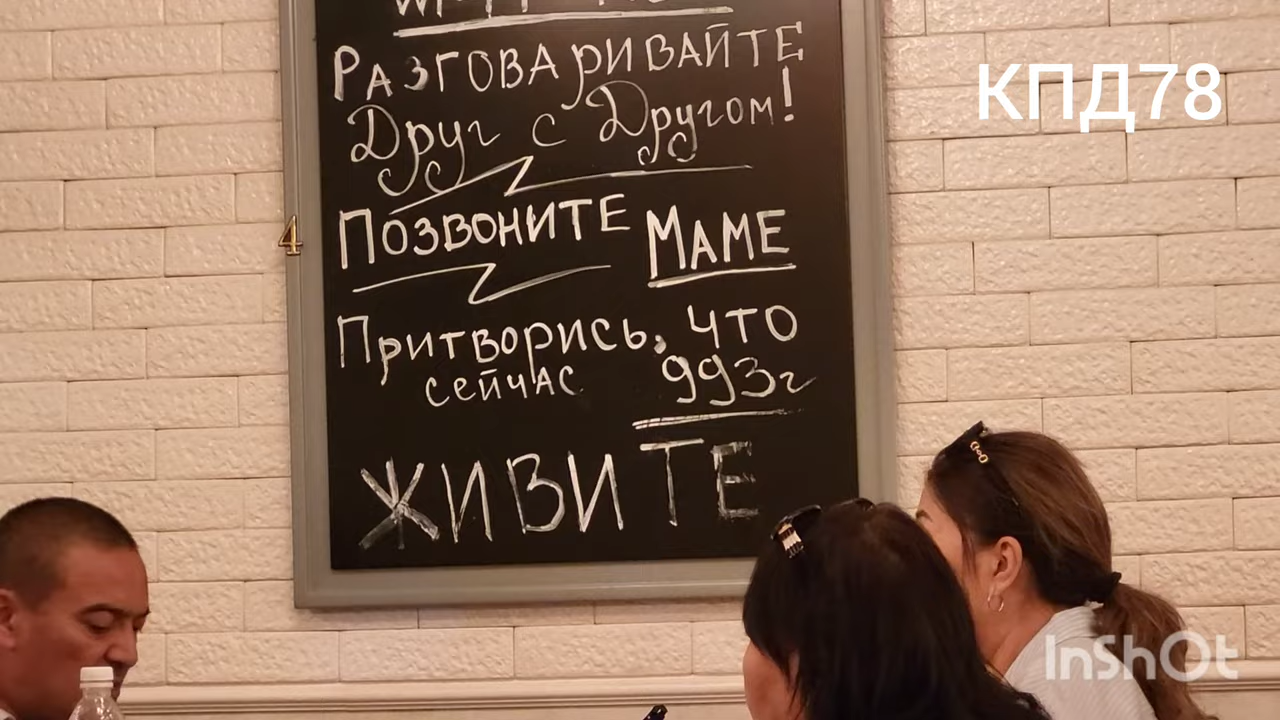 КПД78
РАЗГОВАРИВАЙТЕ
Друг с Другом!
4
ПОЗВОНИТЕ МАМЕ
Притворись, что
сейчас 993г
ЖИВИТЕ
InShOt